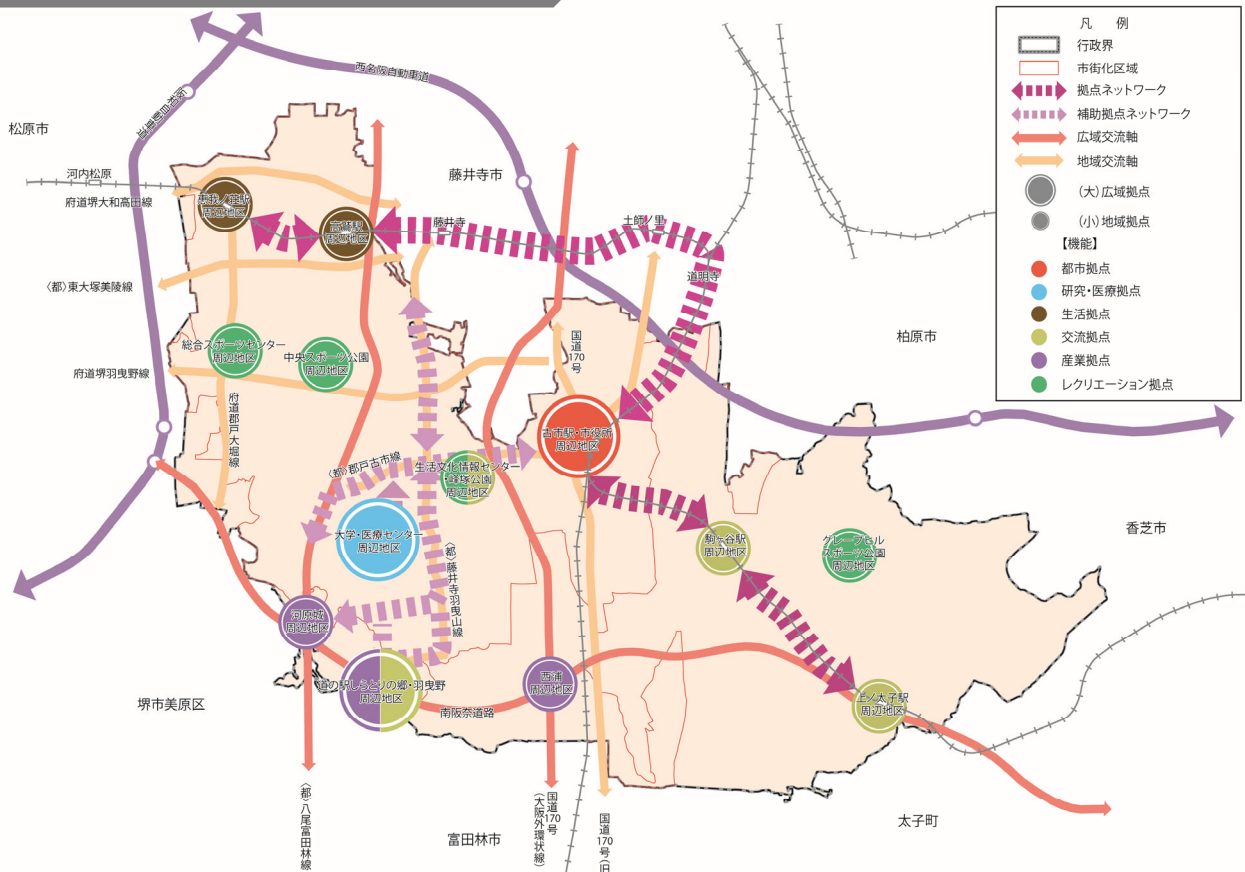 凡 例
行政界
市街化区域
拠点ネットワーク
補助拠点ネットワーク
広域交流軸
地域交流軸
(大)広域拠点
(小)地域拠点
【機能】
都市拠点
研究・医療拠点
生活拠点
交流拠点
産業拠点
レクリエーション拠点
西名阪自動車道
阪和自動車道
松原市
河内松原
府道堺大和高田線
恵我ノ荘駅
周辺地区
高鷲駅
周辺地区
藤井寺市
藤井寺
土師ノ里
道明寺
〈都〉東大塚美陵線
柏原市
総合スポーツセンター
周辺地区
中央スポーツ公園
周辺地区
国道170号
府道堺羽曳野線
府道郡戸大堀線
古市駅・市役所
周辺地区
〈都〉郡戸古市線
生活文化情報センター
・峰塚公園
周辺地区
大学・医療センター
周辺地区
〈都〉藤井寺羽曳山線
駒ヶ谷駅
周辺地区
グレープヒル
スポーツ公園
周辺地区
香芝市
河原城
周辺地区
道の駅しらとりの郷・羽曳野
周辺地区
西浦
周辺地区
上ノ太子駅
周辺地区
堺市美原区
南阪奈道路
〈都〉八尾富田林線
国道170号
(大阪外環状線)
国道170号(旧
富田林市
太子町